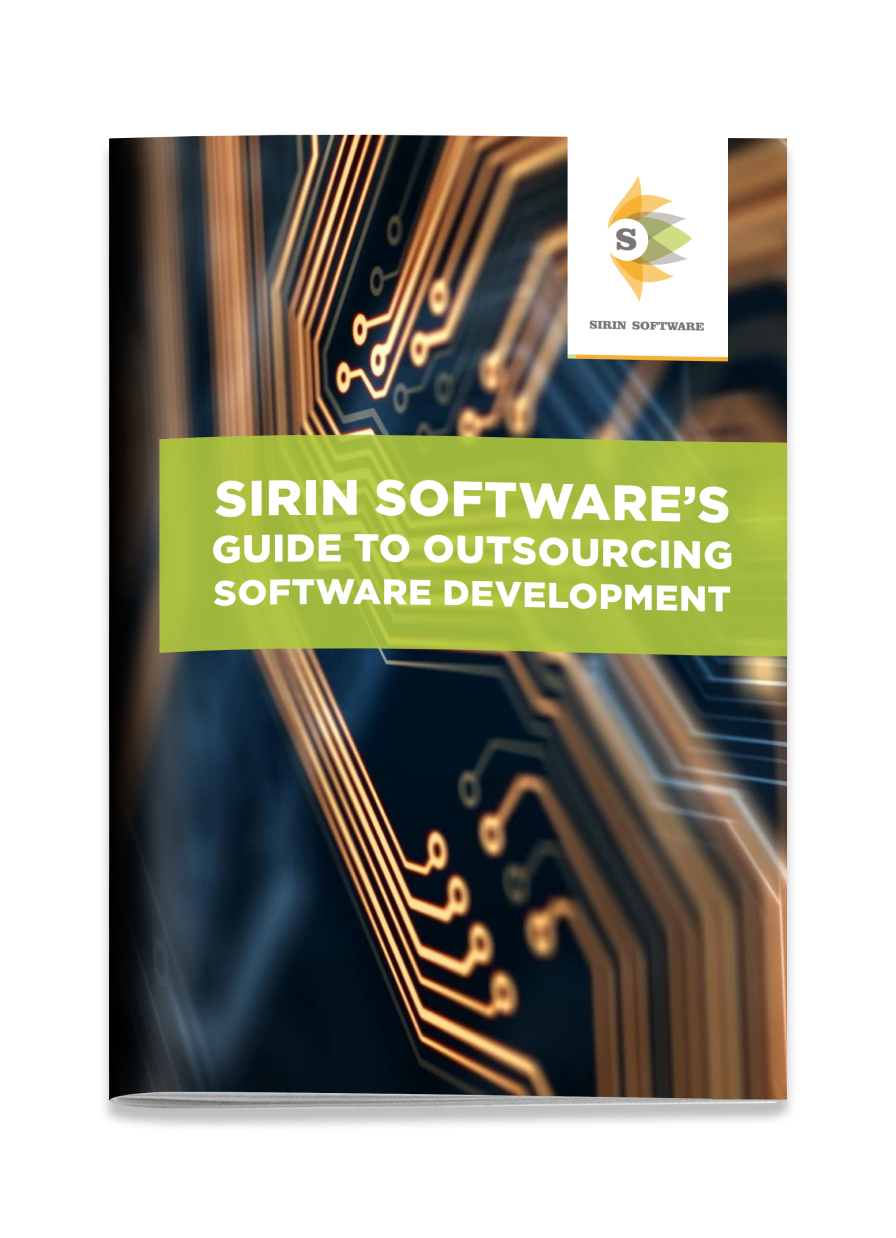 S
SIRIN SOFTWARE
SIRIN SOFTWARE'S
GUIDE TO OUTSOURCING
SOFTWARE DEVELOPMENT